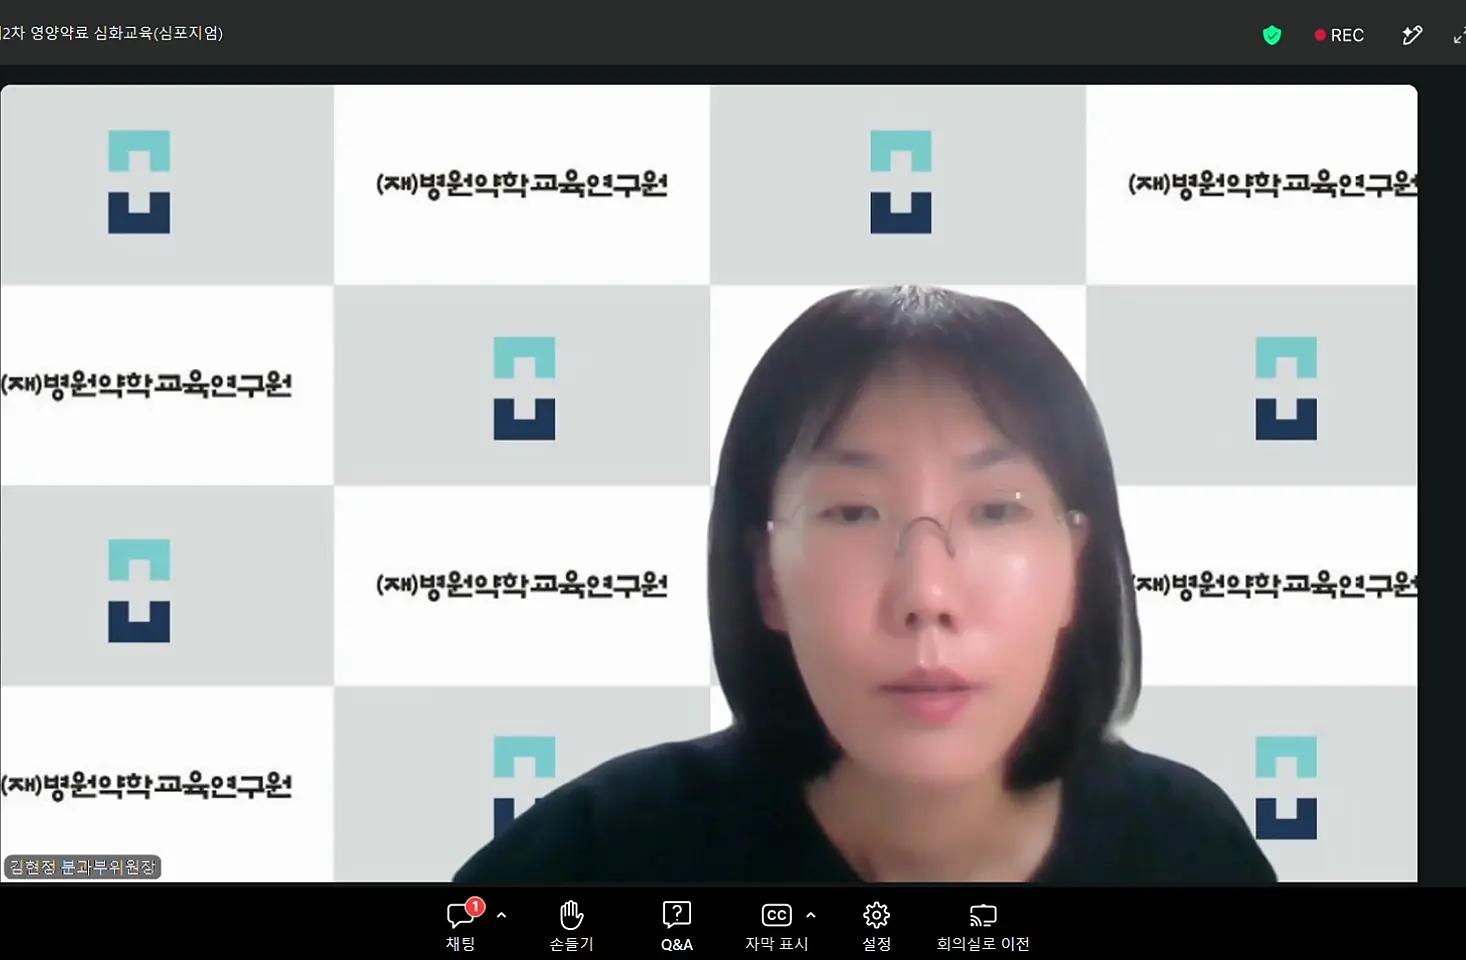 2차 영양약료 심화교육(심포지엄)
REC
(재)병원약학교육연구원
(재)병원약학교육연구원
(재)병원약학교육연구원
(재)병원약학교육연구원
(재)병원약학교육연구원
(재)병원약학교육연구원
김현정 분과부위원장
1
채팅
손들기
Q&A
CC
자막 표시
설정
회의실로 이전